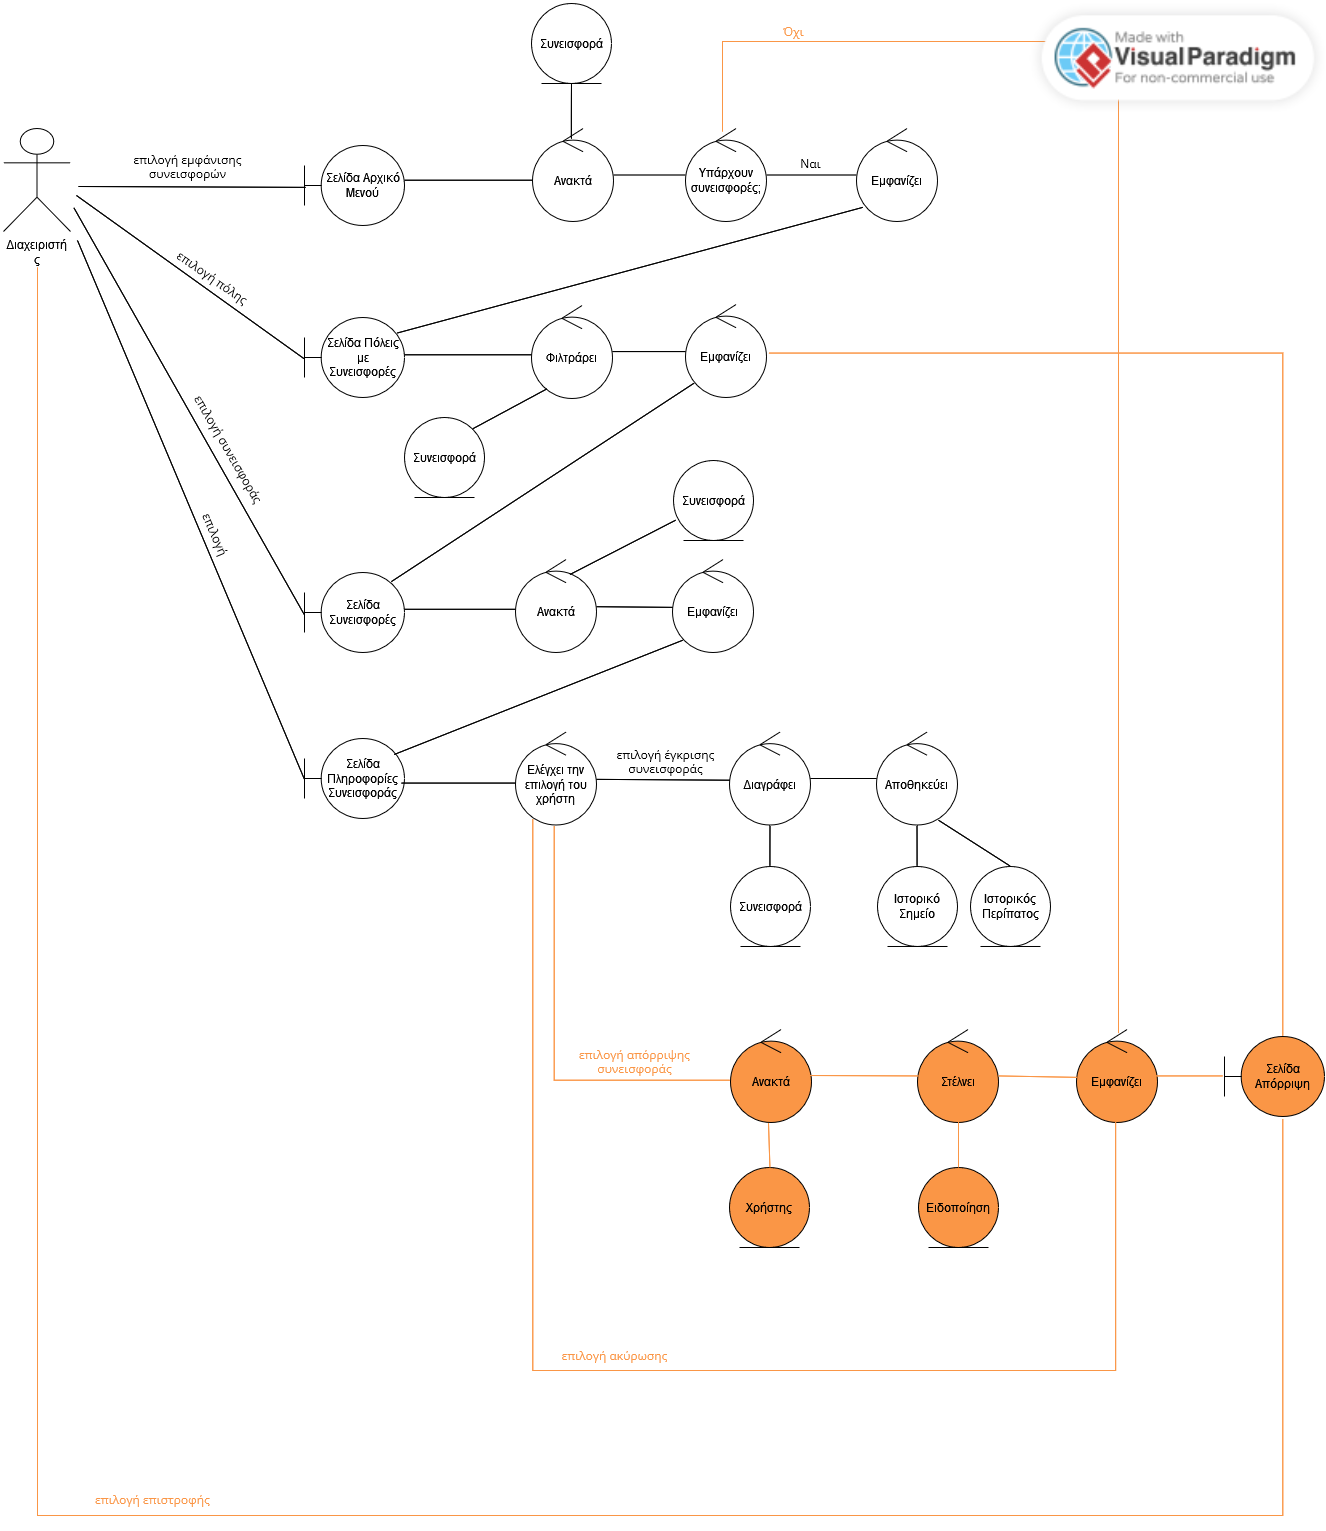 Συνεισφορά
Όχι
Made with
Visual Paradigm
For non-commercial use
επιλογή εμφάνισης
συνεισφορών
Σελίδα Αρχικό
Μενού
Ανακτά
Υπάρχουν
συνεισφορές;
Ναι
Εμφανίζει
Διαχειριστή
ς
επιλογή πόλης
Σελίδα Πόλεις
με
Συνεισφορές
Φιλτράρει
Εμφανίζει
Συνεισφορά
επιλογή συνεισφοράς
Συνεισφορά
επιλογή
Σελίδα
Συνεισφορές
Ανακτά
Εμφανίζει
Σελίδα
Πληροφορίες
Συνεισφοράς
Ελέγχει την
επιλογή του
χρήστη
επιλογή έγκρισης
συνεισφοράς
Διαγράφει
Αποθηκεύει
Συνεισφορά
Ιστορικό
Σημείο
Ιστορικός
Περίπατος
επιλογή απόρριψης
συνεισφοράς
Ανακτά
Στέλνει
Εμφανίζει
Σελίδα
Απόρριψη
Χρήστης
Ειδοποίηση
επιλογή ακύρωσης
επιλογή επιστροφής